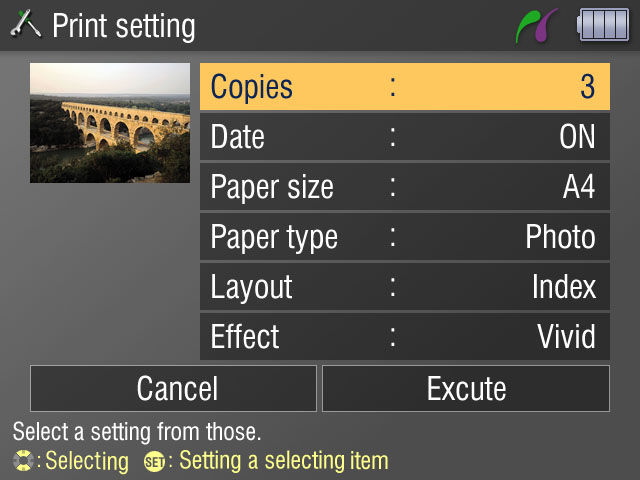 Print setting
Copies : 3
Date : ON
Paper size : A4
Paper type : Photo
Layout : Index
Effect : Vivid
Cancel Excute
Select a setting from those.
: Selecting SET : Setting a selecting item